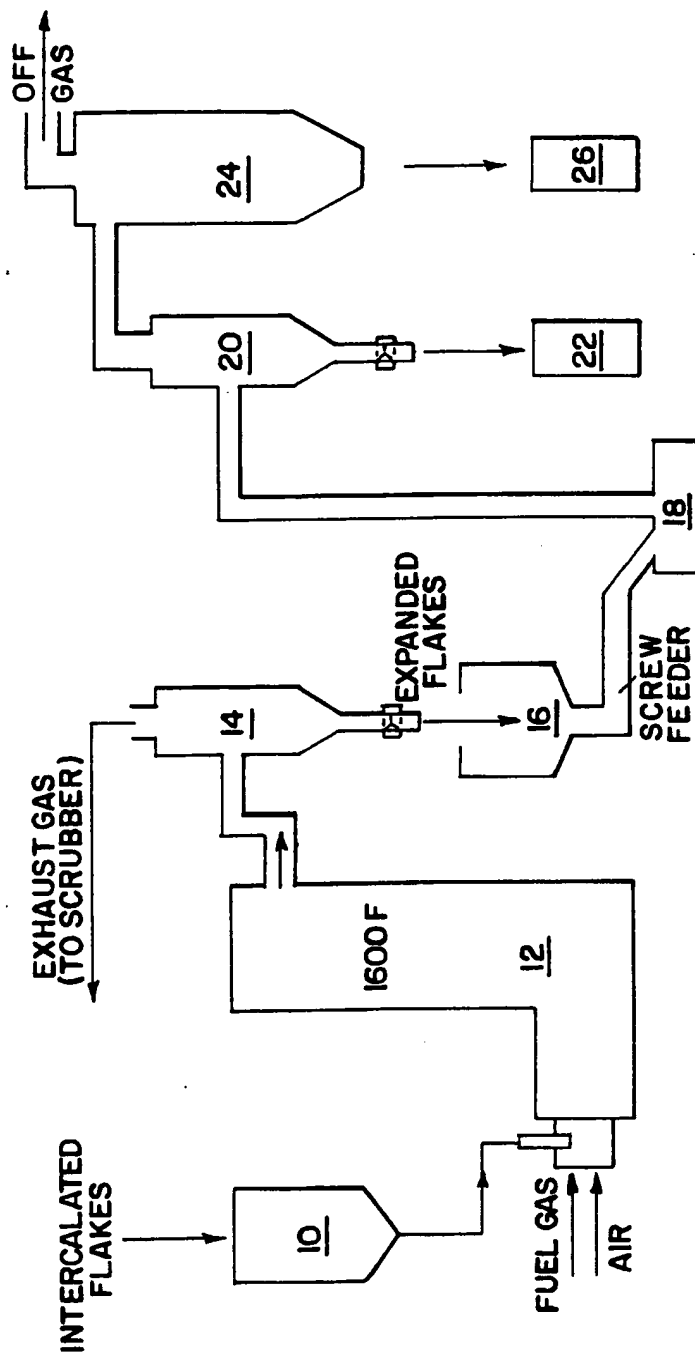 INTERCALATED
FLAKES
10
FUEL GAS
AIR
12
1600 F
EXHAUST GAS
(TO SCRUBBER)
14
EXPANDED
FLAKES
16
SCREW
FEEDER
18
20
22
OFF
GAS
24
26